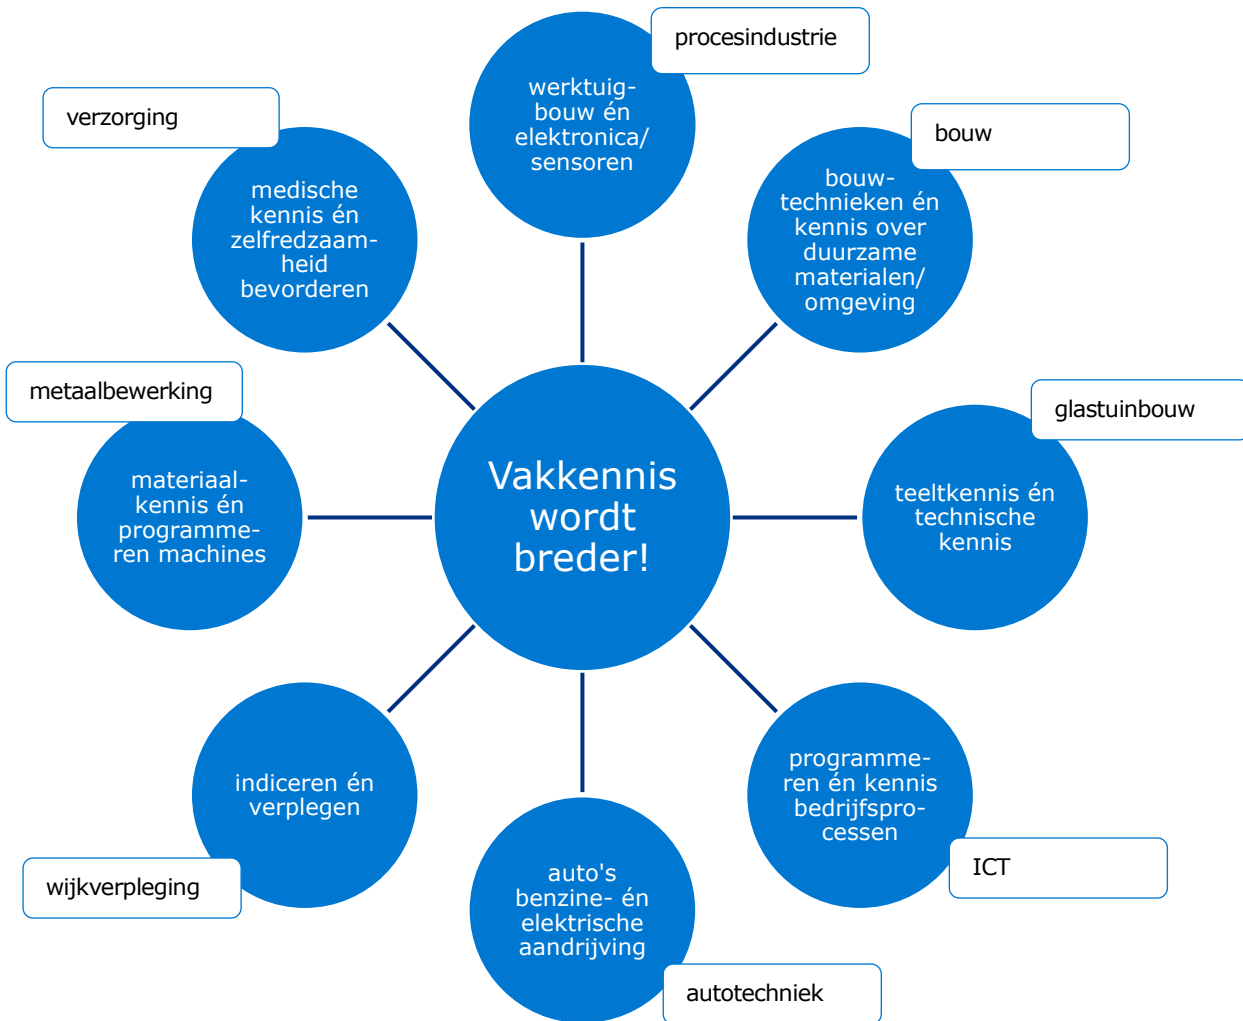 procesindustrie
werktuig-
bouw én
elektronica/
sensoren
bouw
bouw-
technieken én
kennis over
duurzame
materialen/
omgeving
glastuinbouw
teeltkennis én
technische
kennis
programme-
ren én kennis
bedrijfspro-
cessen
ICT
auto's
benzine- én
elektrische
aandrijving
autotechniek
indiceren én
verplegen
wijkverpleging
metaalbewerking
materiaal-
kennis én
programme-
ren machines
verzorging
medische
kennis én
zelfredzaam-
heid
bevorderen
Vakkennis
wordt
breder!